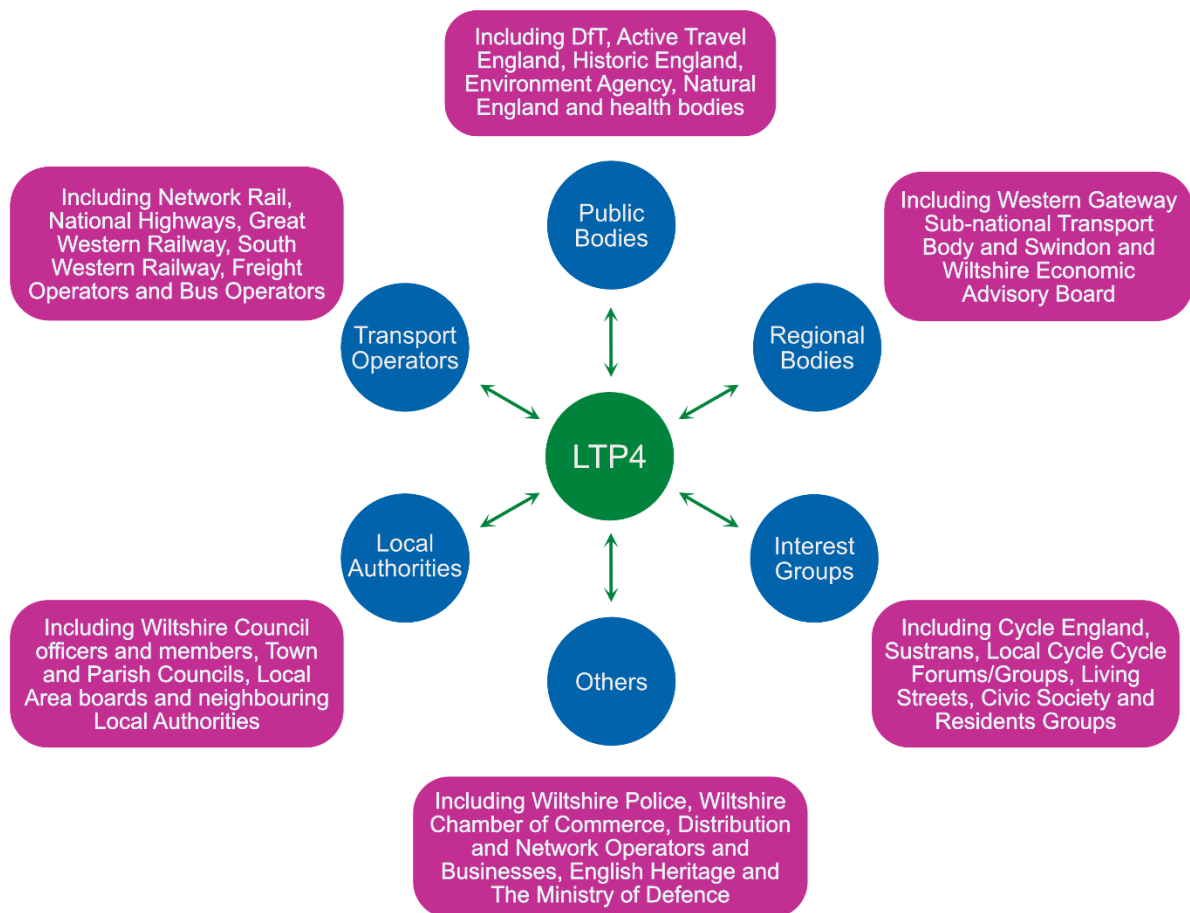 Including DfT, Active Travel
England, Historic England,
Environment Agency, Natural
England and health bodies
Public
Bodies
Including Network Rail,
National Highways, Great
Western Railway, South
Western Railway, Freight
Operators and Bus Operators
Transport
Operators
Including Western Gateway
Sub-national Transport
Body and Swindon and
Wiltshire Economic
Advisory Board
Regional
Bodies
LTP4
Local
Authorities
Including Wiltshire Council
officers and members, Town
and Parish Councils, Local
Area boards and neighbouring
Local Authorities
Interest
Groups
Including Cycle England,
Sustrans, Local Cycle Cycle
Forums/Groups, Living
Streets, Civic Society and
Residents Groups
Others
Including Wiltshire Police, Wiltshire
Chamber of Commerce, Distribution
and Network Operators and
Businesses, English Heritage and
The Ministry of Defence